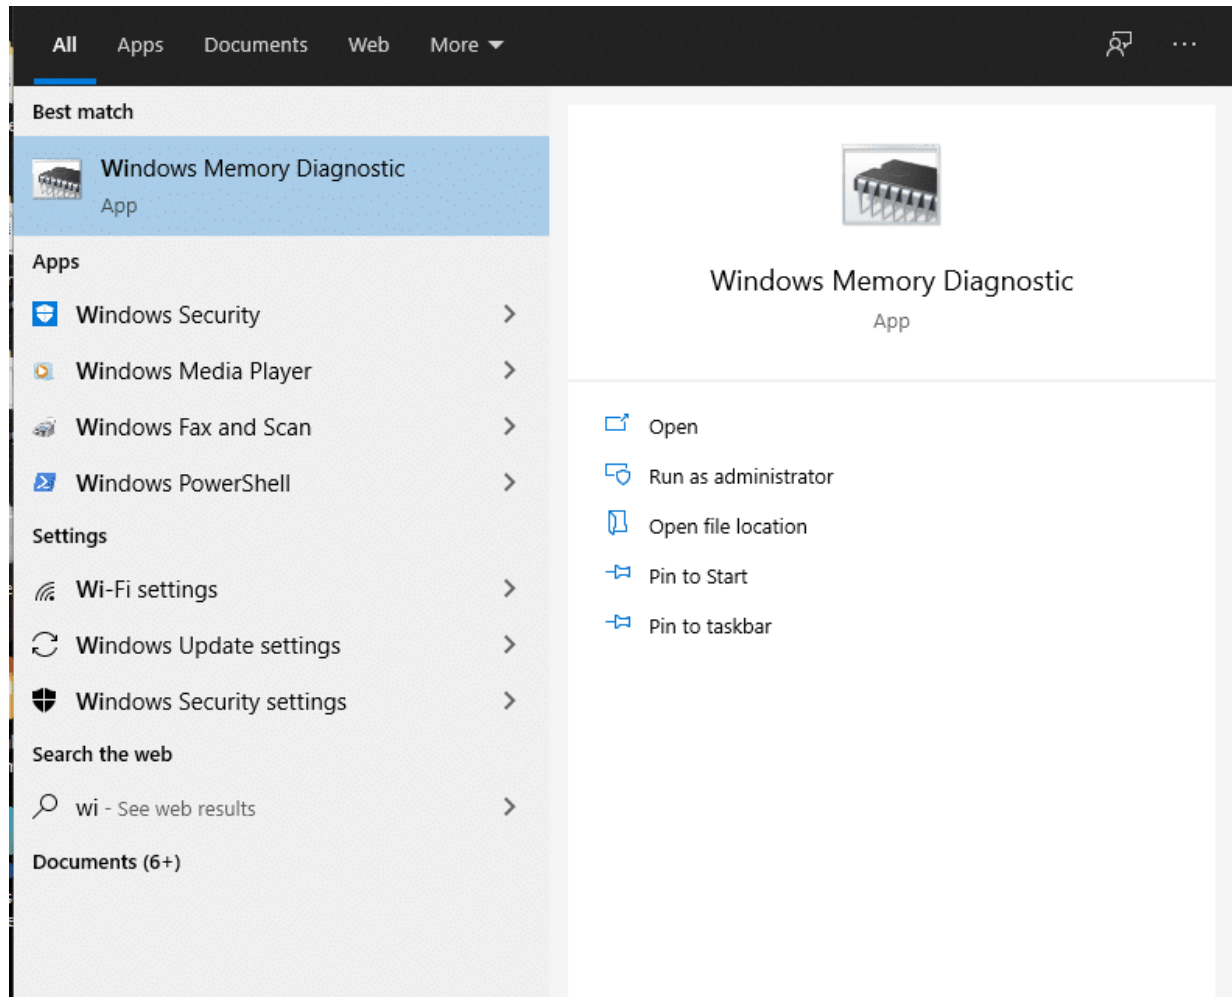 All Apps Documents Web More
Best match
Windows Memory Diagnostic
App
Apps
Windows Security
Windows Media Player
Windows Fax and Scan
Windows PowerShell
Settings
Wi-Fi settings
Windows Update settings
Windows Security settings
Search the web
wi - See web results
Documents (6+)
Windows Memory Diagnostic
App
Open
Run as administrator
Open file location
Pin to Start
Pin to taskbar